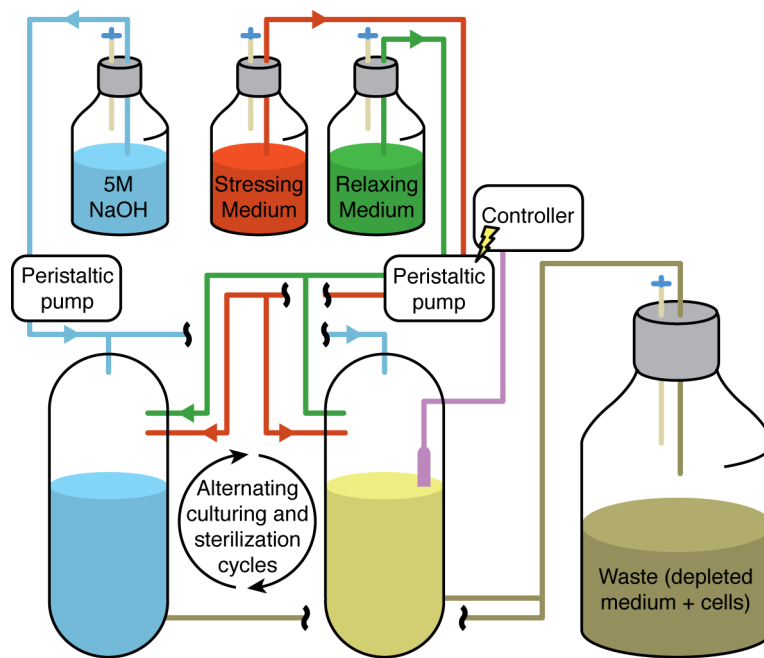 5M
NaOH
Stressing
Medium
Relaxing
Medium
Controller
Peristaltic
pump
Peristaltic
pump
Alternating
culturing and
sterilization
cycles
Waste (depleted
medium + cells)